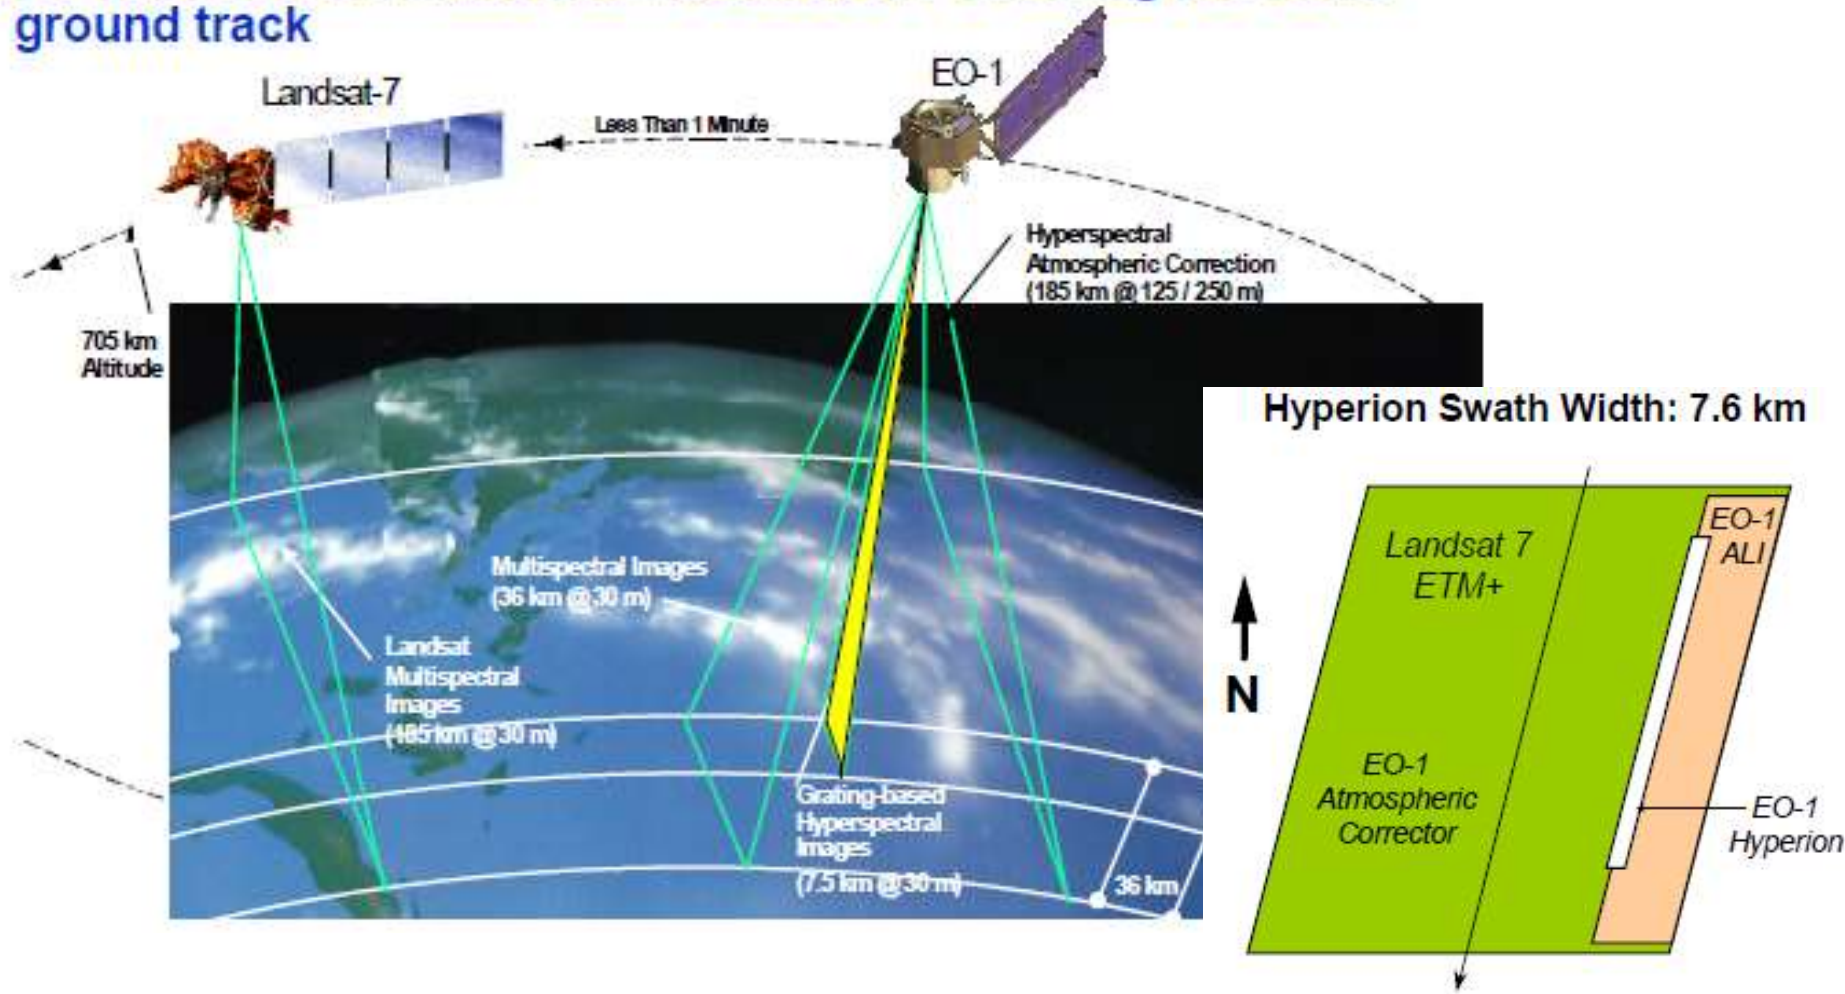 ground track
Landsat-7
EO-1
Less Than 1 Minute
Hyperspectral
Atmospheric Correction
(185 km @ 125 / 250 m)
705 km
Altitude
Hyperion Swath Width: 7.6 km
EO-1
ALI
Landsat 7
ETM+
Multispectral Images
(36 km @ 30 m)
Landsat
Multispectral
Images
(185 km @ 30 m)
N
EO-1
Atmospheric
Corrector
EO-1
Hyperion
Grating-based
Hyperspectral
Images
(7.5 km @ 30 m)
36 km